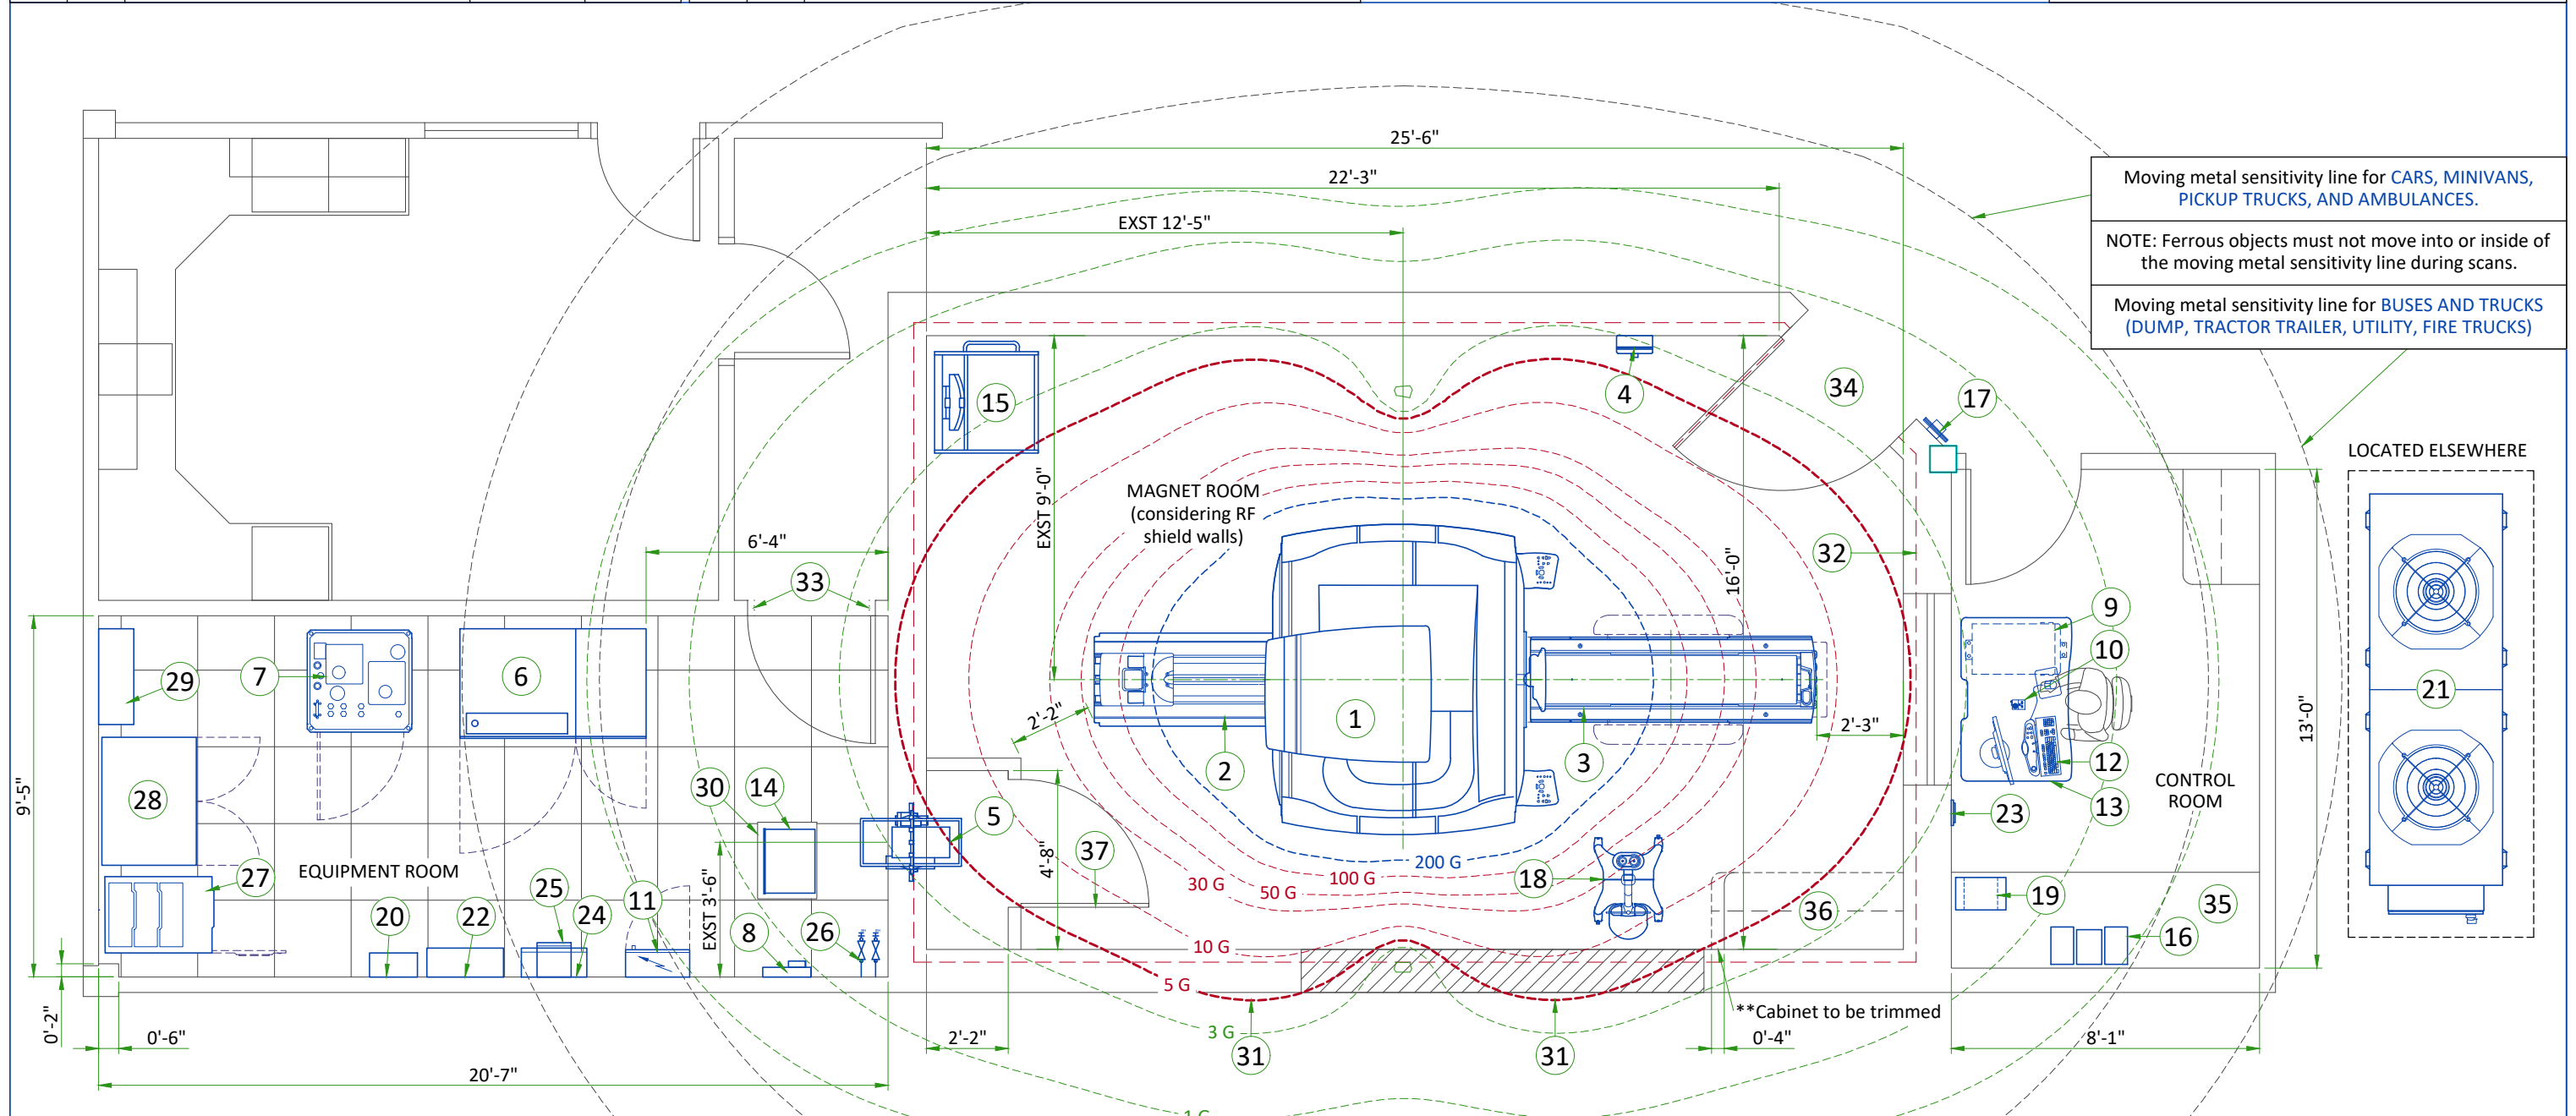 25'-6"
22'-3"
EXST 12'-5"
Moving metal sensitivity line for CARS, MINIVANS,
PICKUP TRUCKS, AND AMBULANCES.
NOTE: Ferrous objects must not move into or inside of
the moving metal sensitivity line during scans.
Moving metal sensitivity line for BUSES AND TRUCKS
(DUMP, TRACTOR TRAILER, UTILITY, FIRE TRUCKS)
15
4
34
17
LOCATED ELSEWHERE
MAGNET ROOM
(considering RF
shield walls)
EXST 9'-0"
6'-4"
33
16'-0"
32
9
10
29
7
6
1
2
3
2'-2"
2'-3"
12
13
CONTROL
ROOM
23
21
13'-0"
9'-5"
28
30
14
5
4'-8"
37
200 G
100 G
50 G
30 G
10 G
5 G
3 G
1 G
18
36
19
35
16
EQUIPMENT ROOM
27
25
24
11
20
22
EXST 3'-6"
8
26
**Cabinet to be trimmed
0'-2"
0'-6"
20'-7"
2'-2"
31
31
0'-4"
8'-1"